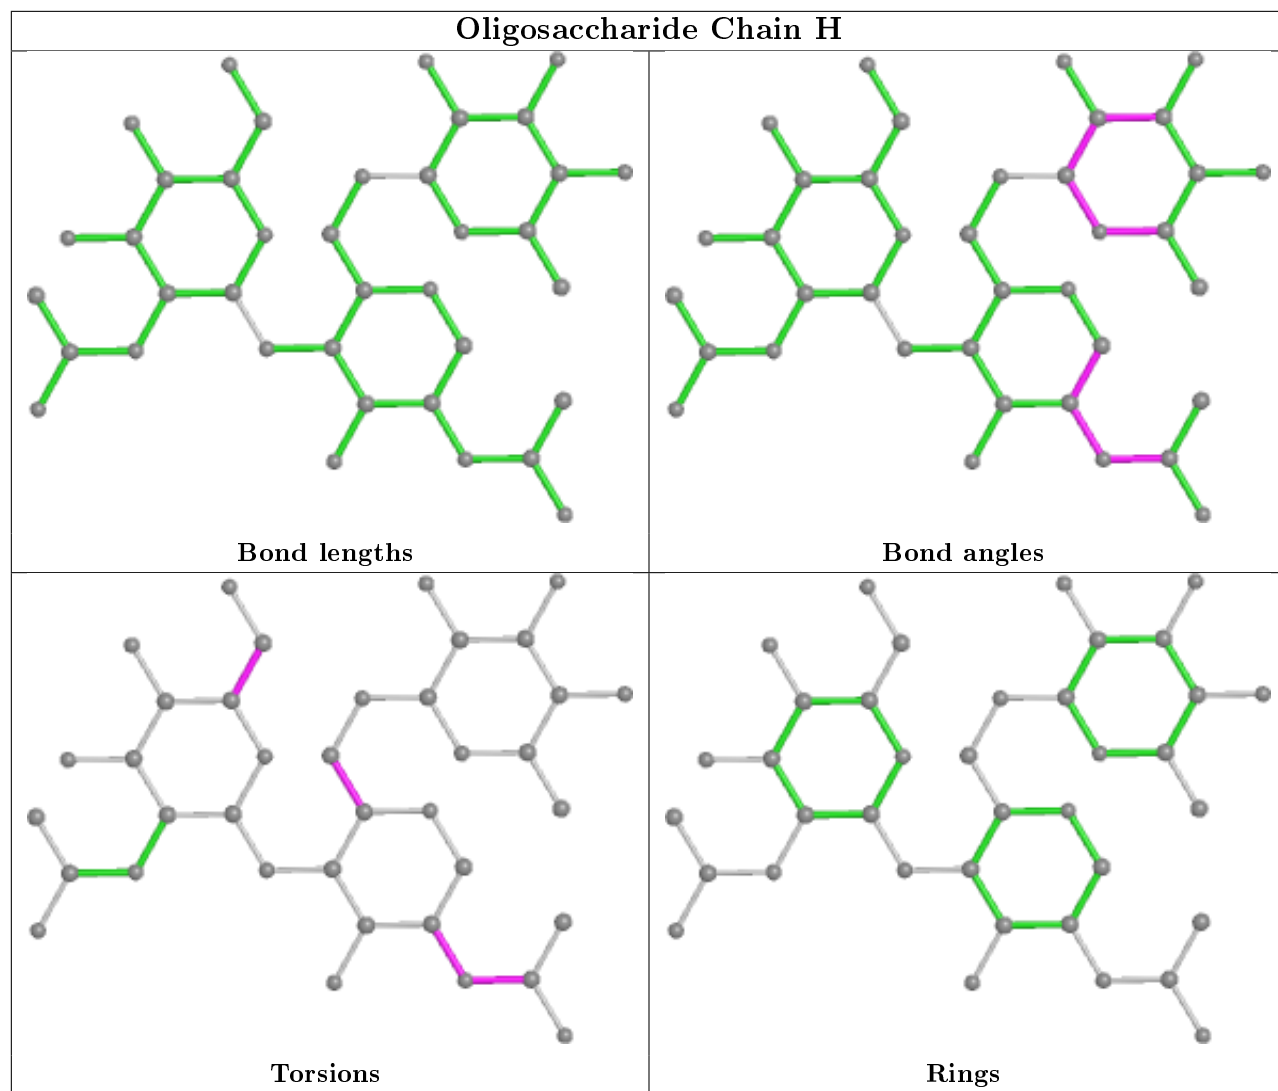 Oligosaccharide Chain H
Bond lengths
Bond angles
Torsions
Rings